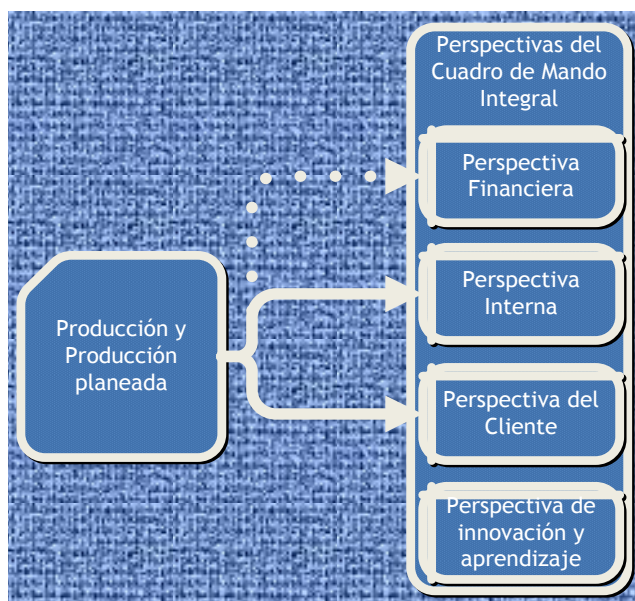 Perspectivas del
Cuadro de Mando
Integral
Perspectiva
Financiera
Perspectiva
Interna
Producción y
Producción
planeada
Perspectiva del
Cliente
Perspectiva de
innovación y
aprendizaje